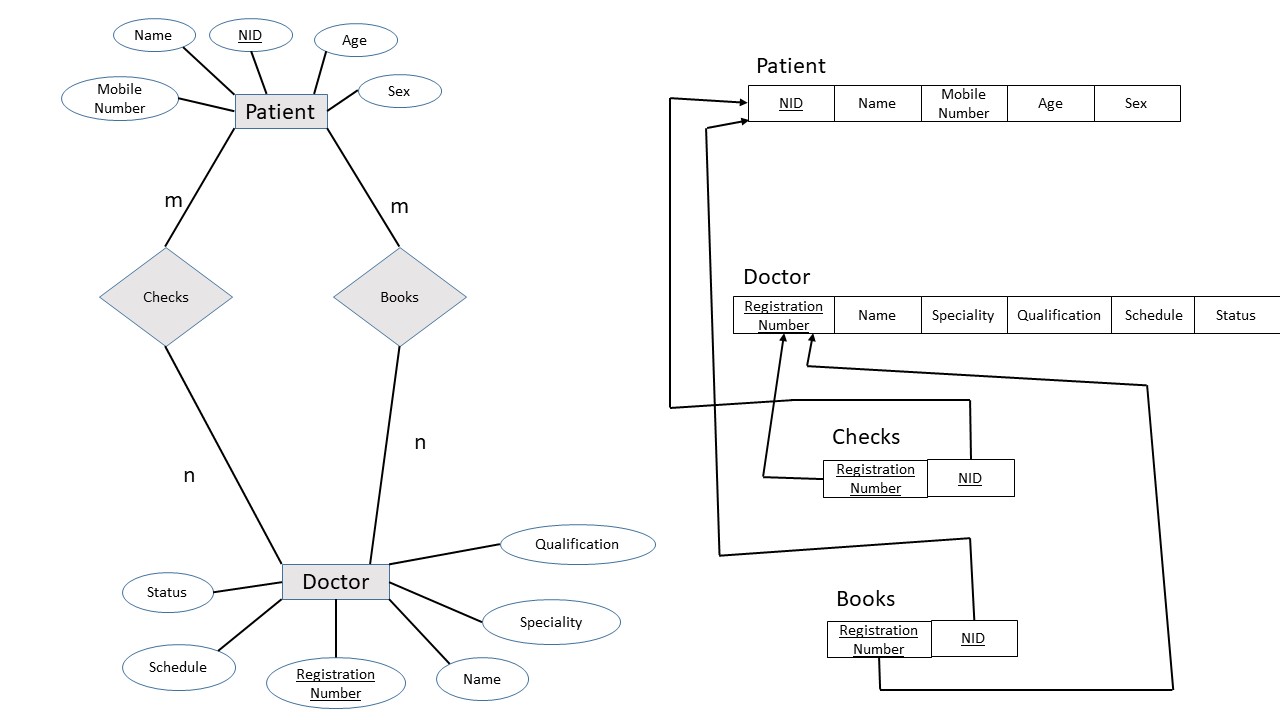 Name
NID
Age
Mobile
Number
Sex
Patient
m
m
Checks
Books
n
n
Qualification
Doctor
Status
Speciality
Schedule
Registration
Number
Name
Patient
NID
Name
Mobile
Number
Age
Sex
Doctor
Registration
Number
Name
Speciality
Qualification
Schedule
Status
Checks
Registration
Number
NID
Books
Registration
Number
NID